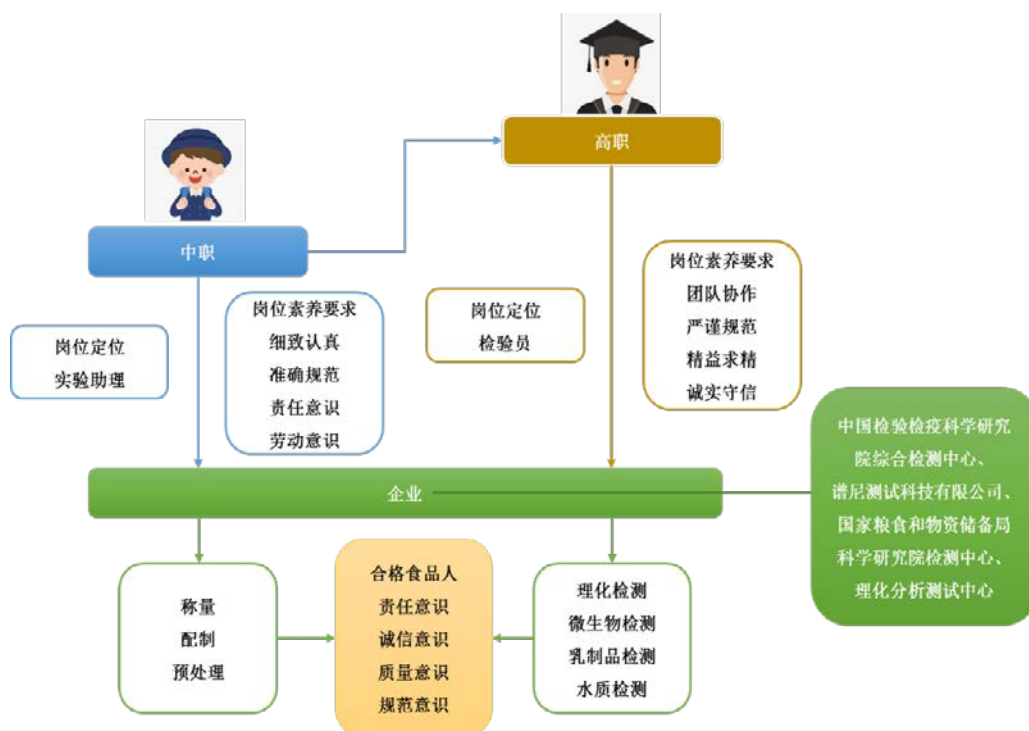 高职
中职
岗位定位
实验助理
岗位素养要求
细致认真
准确规范
责任意识
劳动意识
岗位定位
检验员
岗位素养要求
团队协作
严谨规范
精益求精
诚实守信
企业
中国检验检疫科学研究
院综合检测中心、
谱尼测试科技有限公司、
国家粮食和物资储备局
科学研究院检测中心、
理化分析测试中心
称量
配制
预处理
合格食品人
责任意识
诚信意识
质量意识
规范意识
理化检测
微生物检测
乳制品检测
水质检测